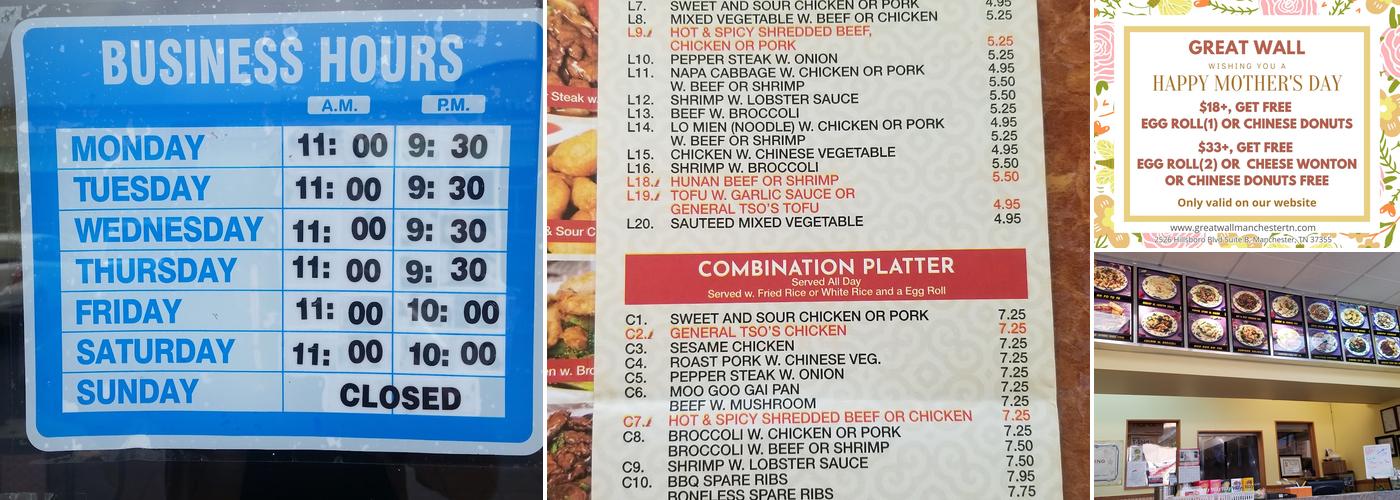 BUSINESS HOURS
A.M. P.M.
MONDAY 11: 00 9: 30
TUESDAY 11: 00 9: 30
WEDNESDAY 11: 00 9: 30
THURSDAY 11: 00 9: 30
FRIDAY 11: 00 10: 00
SATURDAY 11: 00 10: 00
SUNDAY CLOSED
L7. SWEET AND SOUR CHICKEN OR PORK 4.95
L8. MIXED VEGETABLE W. BEEF OR CHICKEN 5.25
L9. HOT & SPICY SHREDDED BEEF,
CHICKEN OR PORK 5.25
L10. PEPPER STEAK W. ONION 5.25
L11. NAPA CABBAGE W. CHICKEN OR PORK 4.95
W. BEEF OR SHRIMP 5.50
L12. SHRIMP W. LOBSTER SAUCE 5.50
L13. BEEF W. BROCCOLI 5.25
L14. LO MIEN (NOODLE) W. CHICKEN OR PORK 4.95
W. BEEF OR SHRIMP 5.25
L15. CHICKEN W. CHINESE VEGETABLE 4.95
L16. SHRIMP W. BROCCOLI 5.50
L18. HUNAN BEEF OR SHRIMP 5.50
L19. TOFU W. GARLIC SAUCE OR
GENERAL TSO'S TOFU 4.95
L20. SAUTEED MIXED VEGETABLE 4.95
Steak w.
& Sour C
COMBINATION PLATTER
Served All Day
Served w. Fried Rice or White Rice and a Egg Roll
C1. SWEET AND SOUR CHICKEN OR PORK 7.25
C2. GENERAL TSO'S CHICKEN 7.25
C3. SESAME CHICKEN 7.25
C4. ROAST PORK W. CHINESE VEG. 7.25
C5. PEPPER STEAK W. ONION 7.25
C6. MOO GOO GAI PAN 7.25
BEEF W. MUSHROOM 7.25
C7. HOT & SPICY SHREDDED BEEF OR CHICKEN 7.25
C8. BROCCOLI W. CHICKEN OR PORK 7.25
BROCCOLI W. BEEF OR SHRIMP 7.50
C9. SHRIMP W. LOBSTER SAUCE 7.50
C10. BBQ SPARE RIBS 7.95
BONELESS SPARE RIBS 7.75
n w. Bro
GREAT WALL
WISHING YOU A
HAPPY MOTHER'S DAY
$18+, GET FREE
EGG ROLL(1) OR CHINESE DONUTS
$33+, GET FREE
EGG ROLL(2) OR CHEESE WONTON
OR CHINESE DONUTS FREE
Only valid on our website
www.greatwallmanchestertn.com
2526 Hillsboro Blvd Suite B, Manchester, TN 37355